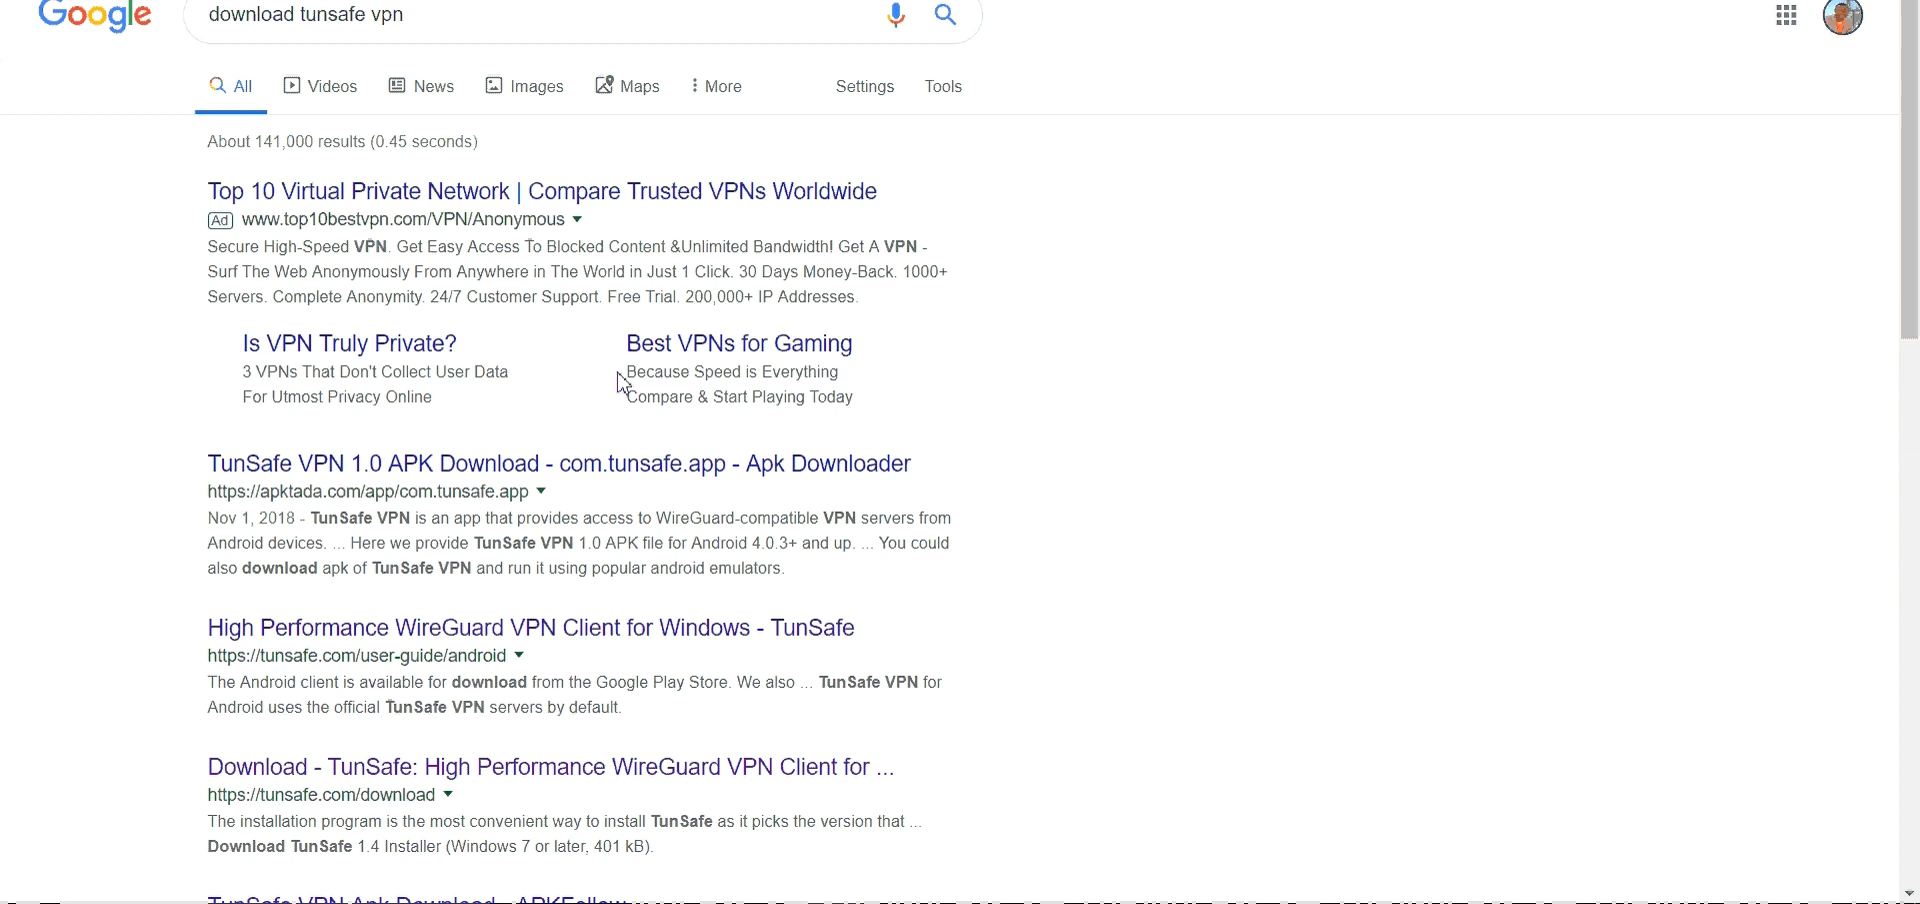 Google
download tunsafe vpn
All Videos News Images Maps More Settings Tools
About 141,000 results (0.45 seconds)
Top 10 Virtual Private Network | Compare Trusted VPNs Worldwide
Ad www.top10bestvpn.com/VPN/Anonymous
Secure High-Speed VPN. Get Easy Access To Blocked Content &Unlimited Bandwidth! Get A VPN -
Surf The Web Anonymously From Anywhere in The World in Just 1 Click. 30 Days Money-Back. 1000+
Servers. Complete Anonymity. 24/7 Customer Support. Free Trial. 200,000+ IP Addresses.
Is VPN Truly Private?
3 VPNs That Don't Collect User Data
For Utmost Privacy Online
Best VPNs for Gaming
Because Speed is Everything
Compare & Start Playing Today
TunSafe VPN 1.0 APK Download - com.tunsafe.app - Apk Downloader
https://apktada.com/app/com.tunsafe.app
Nov 1, 2018 - TunSafe VPN is an app that provides access to WireGuard-compatible VPN servers from
Android devices. ... Here we provide TunSafe VPN 1.0 APK file for Android 4.0.3+ and up. ... You could
also download apk of TunSafe VPN and run it using popular android emulators.
High Performance WireGuard VPN Client for Windows - TunSafe
https://tunsafe.com/user-guide/android
The Android client is available for download from the Google Play Store. We also ... TunSafe VPN for
Android uses the official TunSafe VPN servers by default.
Download - TunSafe: High Performance WireGuard VPN Client for ...
https://tunsafe.com/download
The installation program is the most convenient way to install TunSafe as it picks the version that ...
Download TunSafe 1.4 Installer (Windows 7 or later, 401 kB).
TunSafe VPN Apk Download - APKFollow